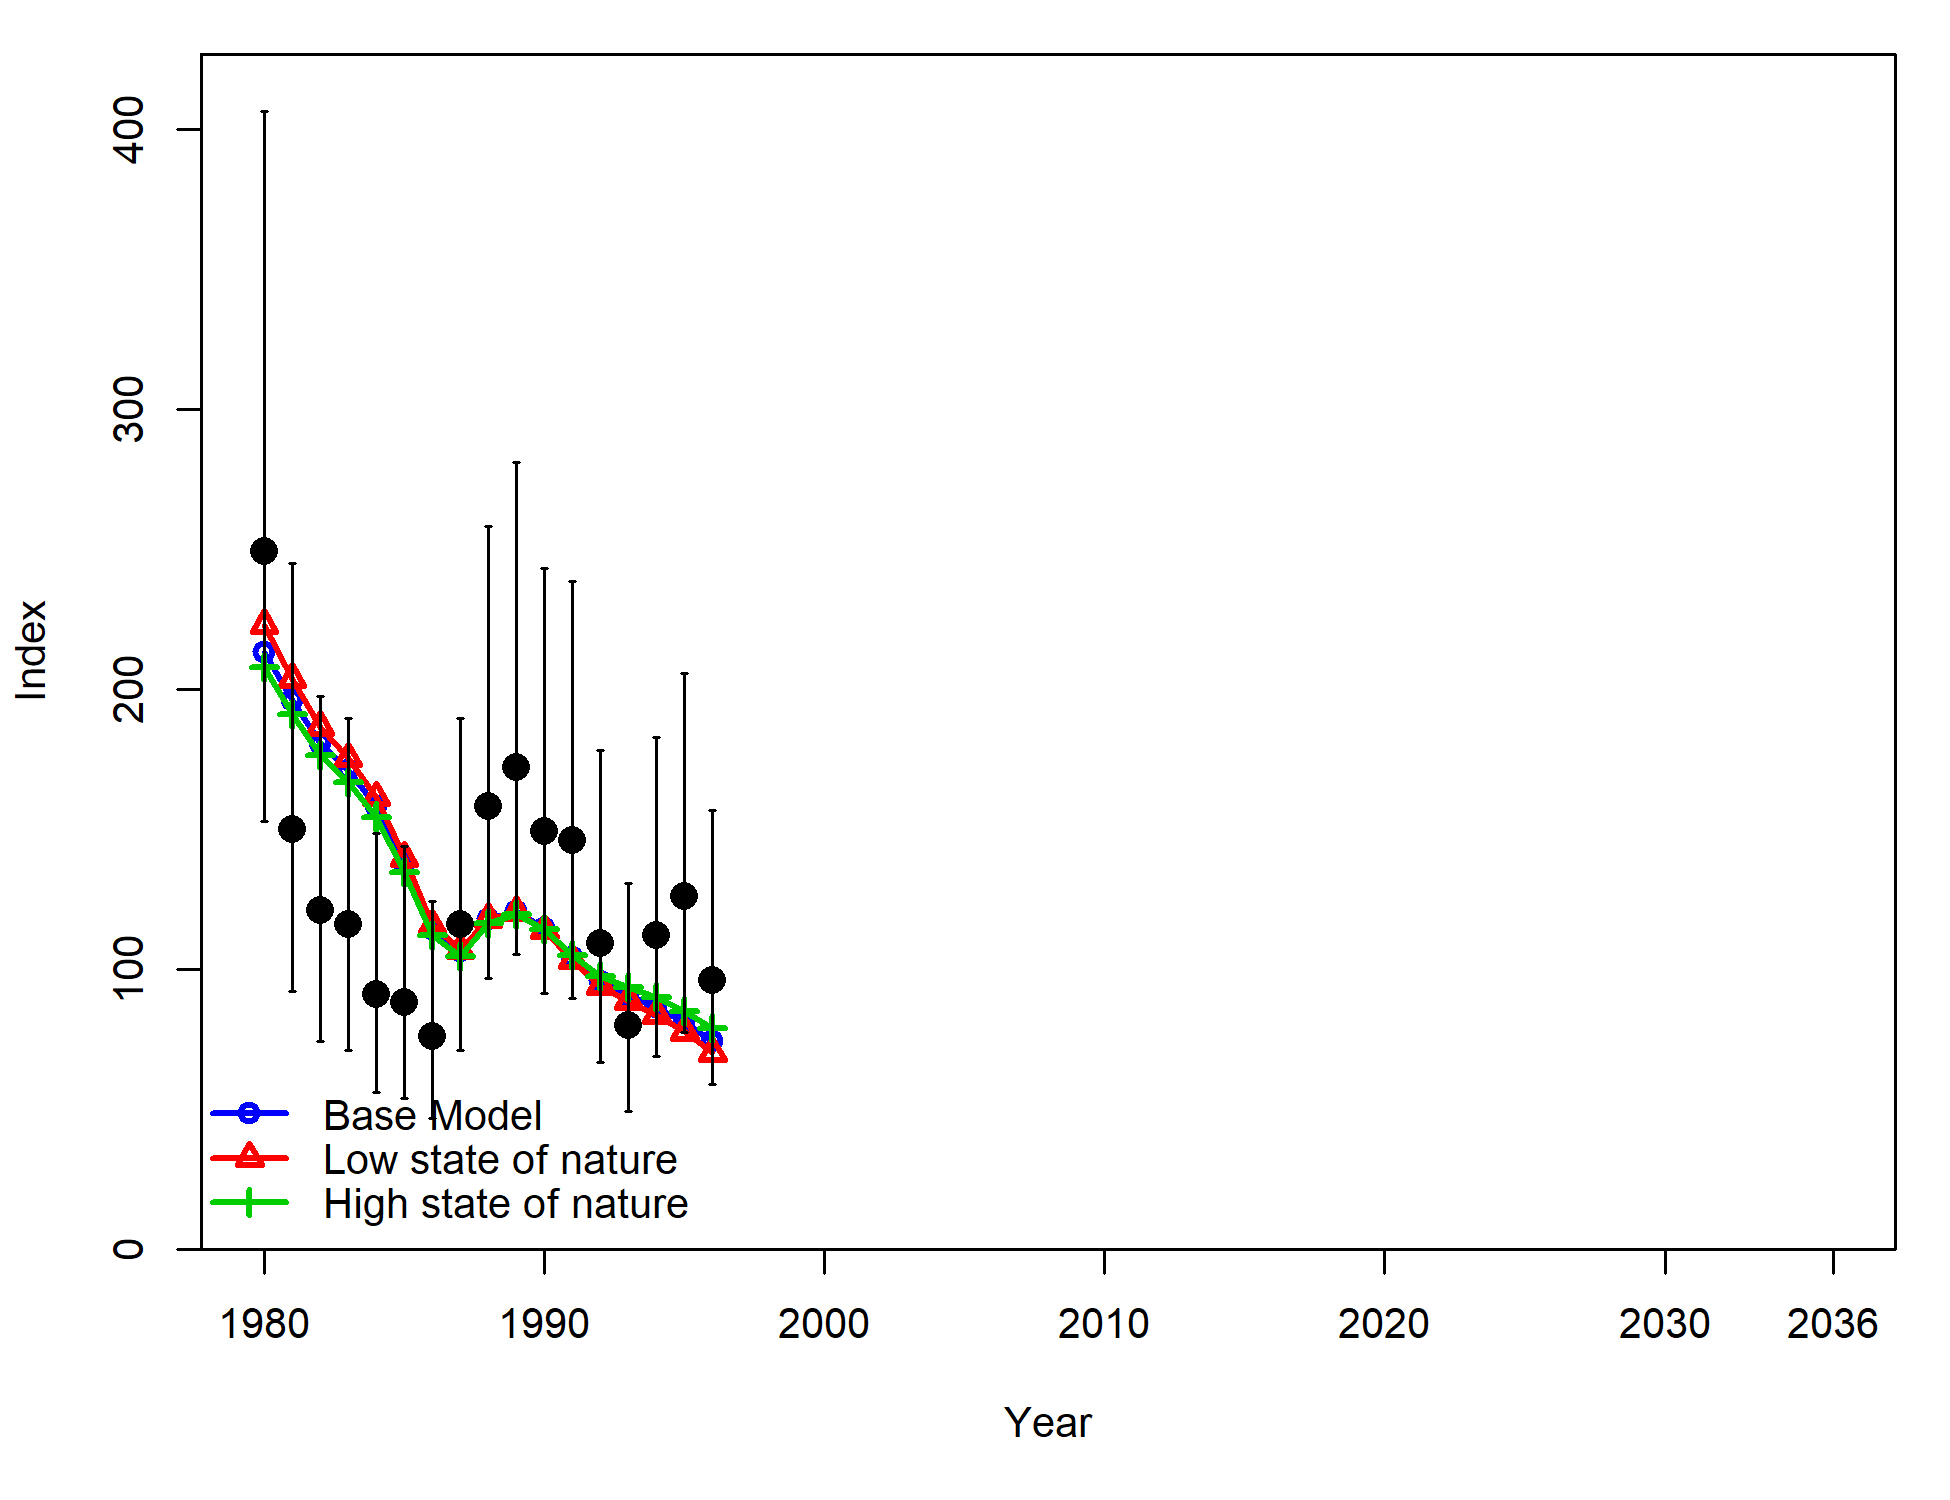 400
300
200
100
0
Index
Base Model
Low state of nature
High state of nature
1980 1990 2000 2010 2020 2030 2036
Year